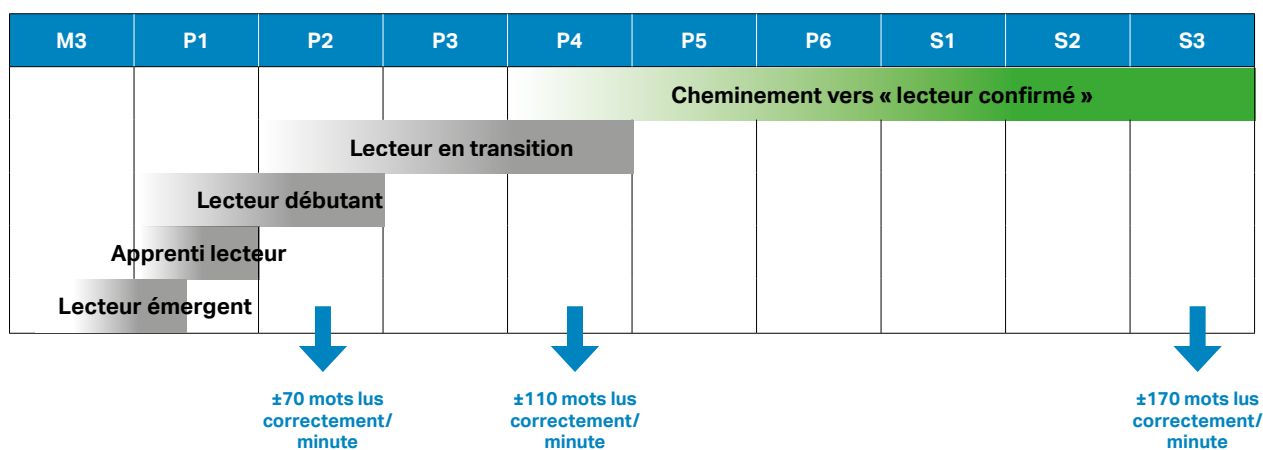 M3 P1 P2 P3 P4 P5 P6 S1 S2 S3
Cheminement vers « lecteur confirmé »
Lecteur en transition
Lecteur débutant
Apprenti lecteur
Lecteur émergent
±70 mots lus
correctement/
minute
±110 mots lus
correctement/
minute
±170 mots lus
correctement/
minute